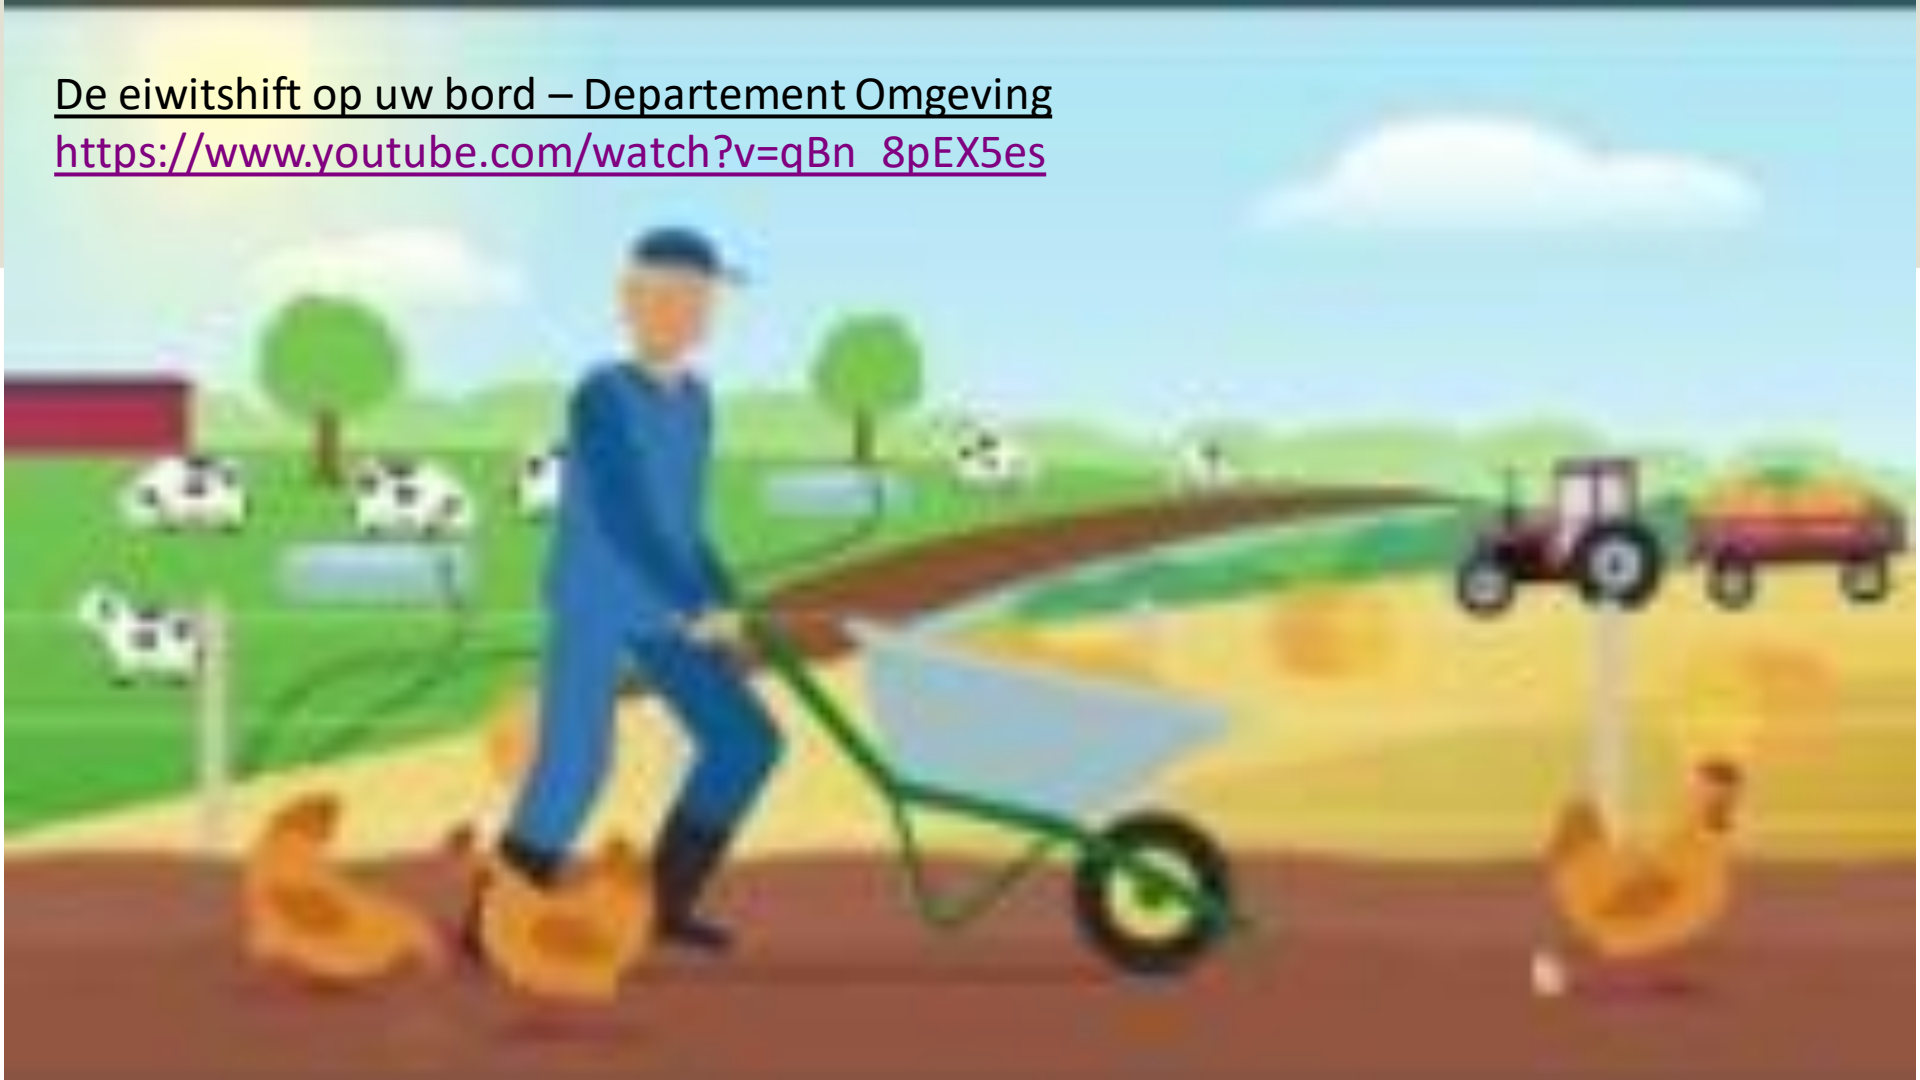 De eiwitshift op uw bord – Departement Omgeving
https://www.youtube.com/watch?v=qBn_8pEX5es